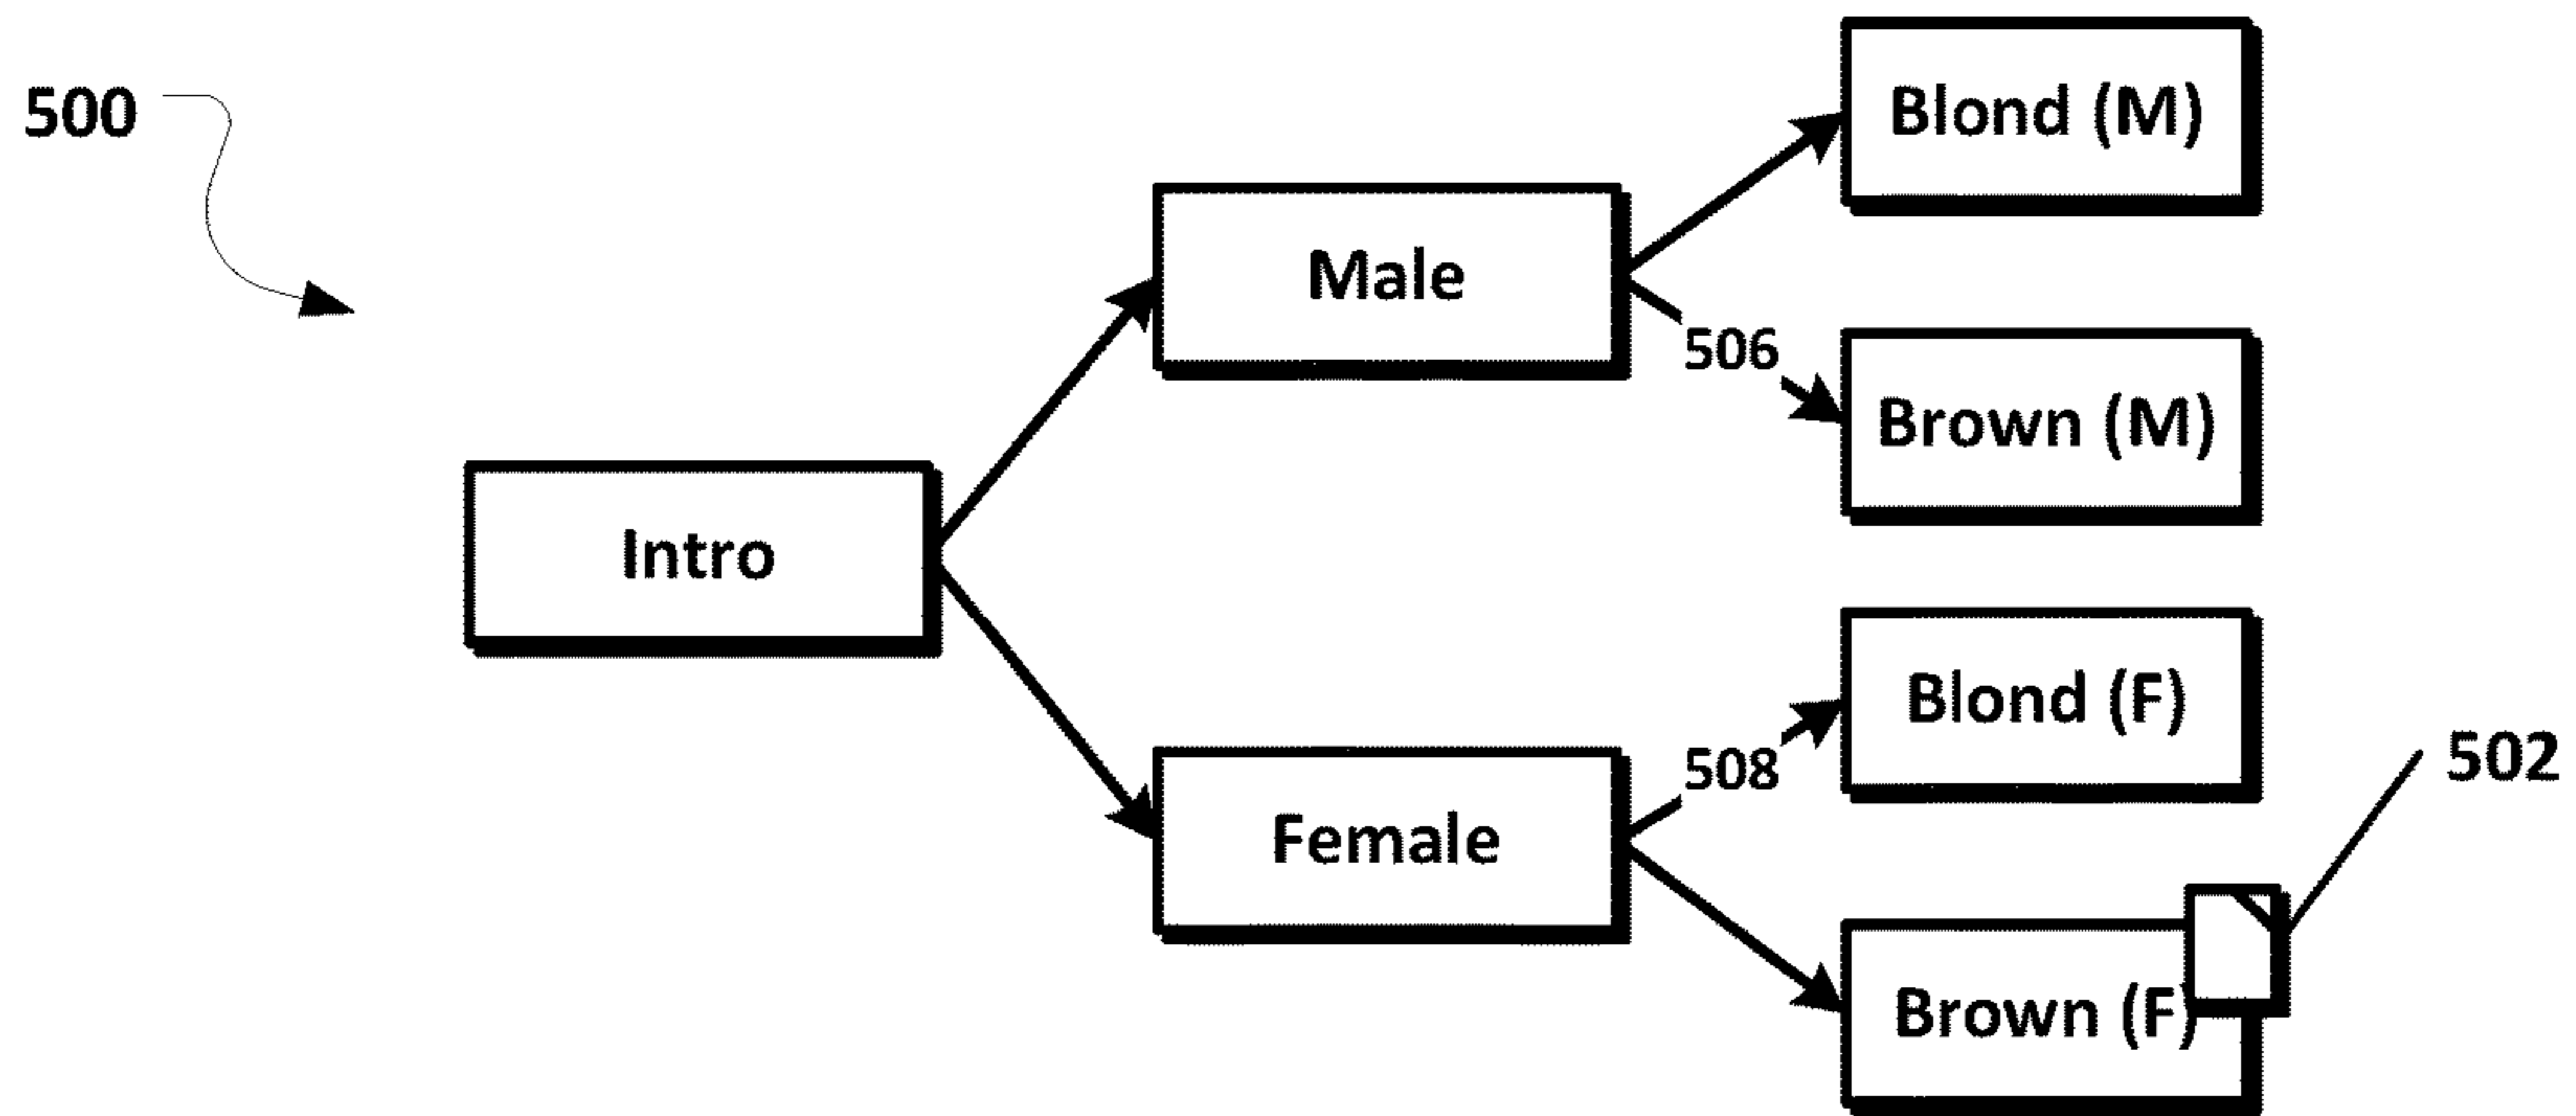 500
Blond (M)
Male
506
Brown (M)
Intro
Blond (F)
508
502
Female
Brown (F)